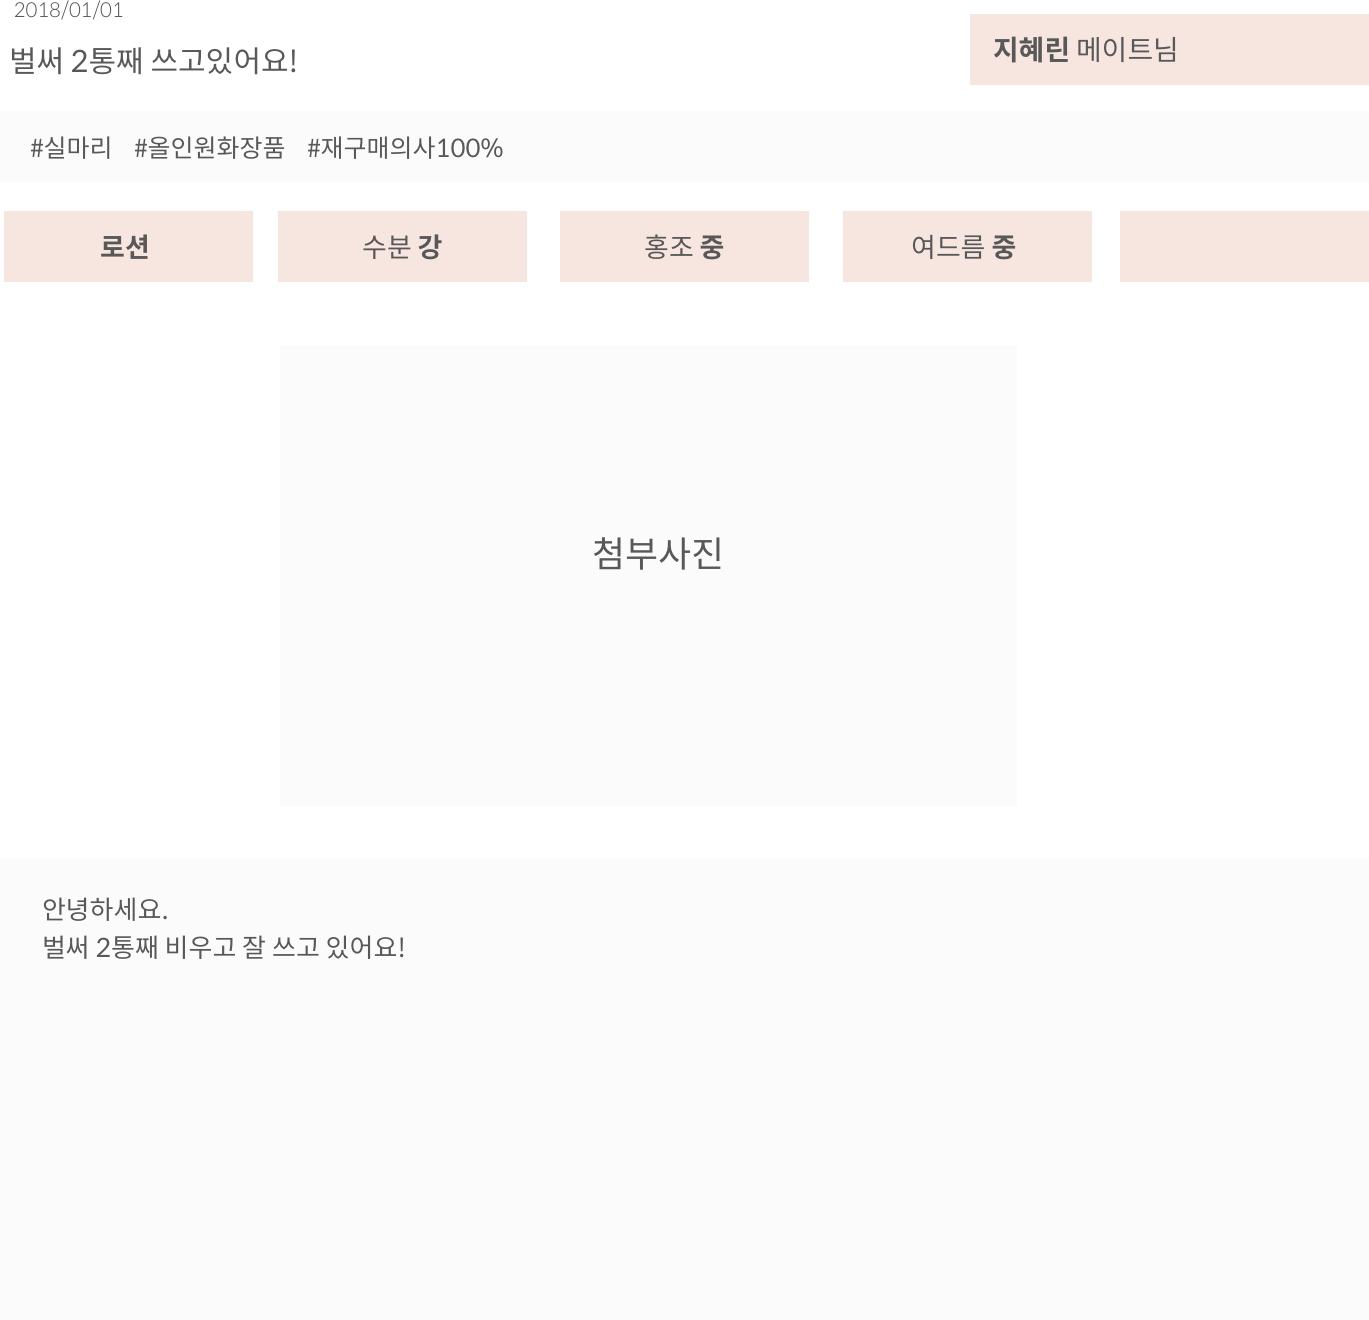 2018/01/01
벌써 2통째 쓰고있어요!
지혜린 메이트님
#실마리 #올인원화장품 #재구매의사100%
로션
수분 강
홍조 중
여드름 중
첨부사진
안녕하세요.
벌써 2통째 비우고 잘 쓰고 있어요!